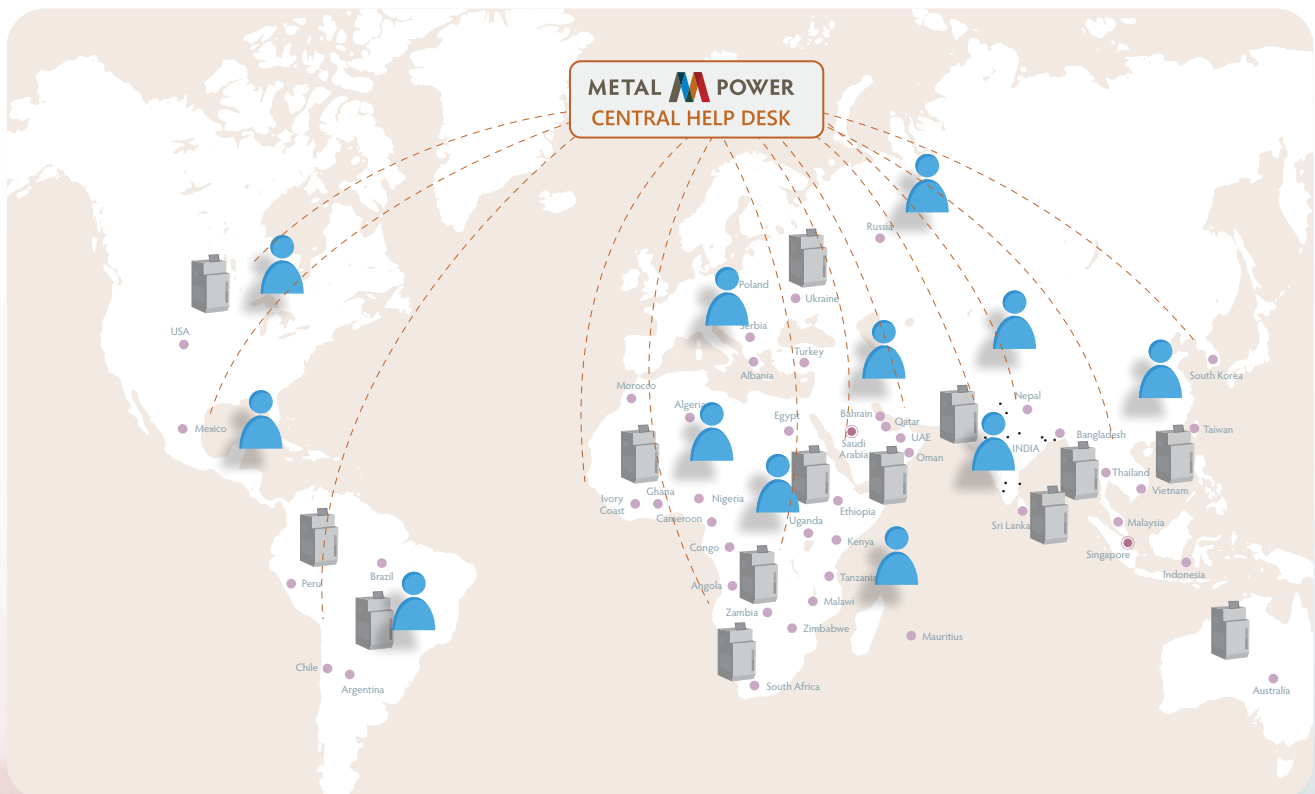 METAL POWER
CENTRAL HELP DESK
Russia
Poland
Ukraine
Serbia
USA
Turkey
Albania
South Korea
Morocco
Nepal
Algeria
Egypt
Bahrain
Qatar
Mexico
Saudi
Arabia
UAE
Bangladesh
Taiwan
INDIA
Oman
Thailand
Ivory
Coast
Ghana
Nigeria
Vietnam
Ethiopia
Cameroon
Uganda
Sri Lanka
Malaysia
Congo
Kenya
Singapore
Peru
Brazil
Angola
Tanzania
Indonesia
Malawi
Zambia
Zimbabwe
Mauritius
Chile
Argentina
South Africa
Australia